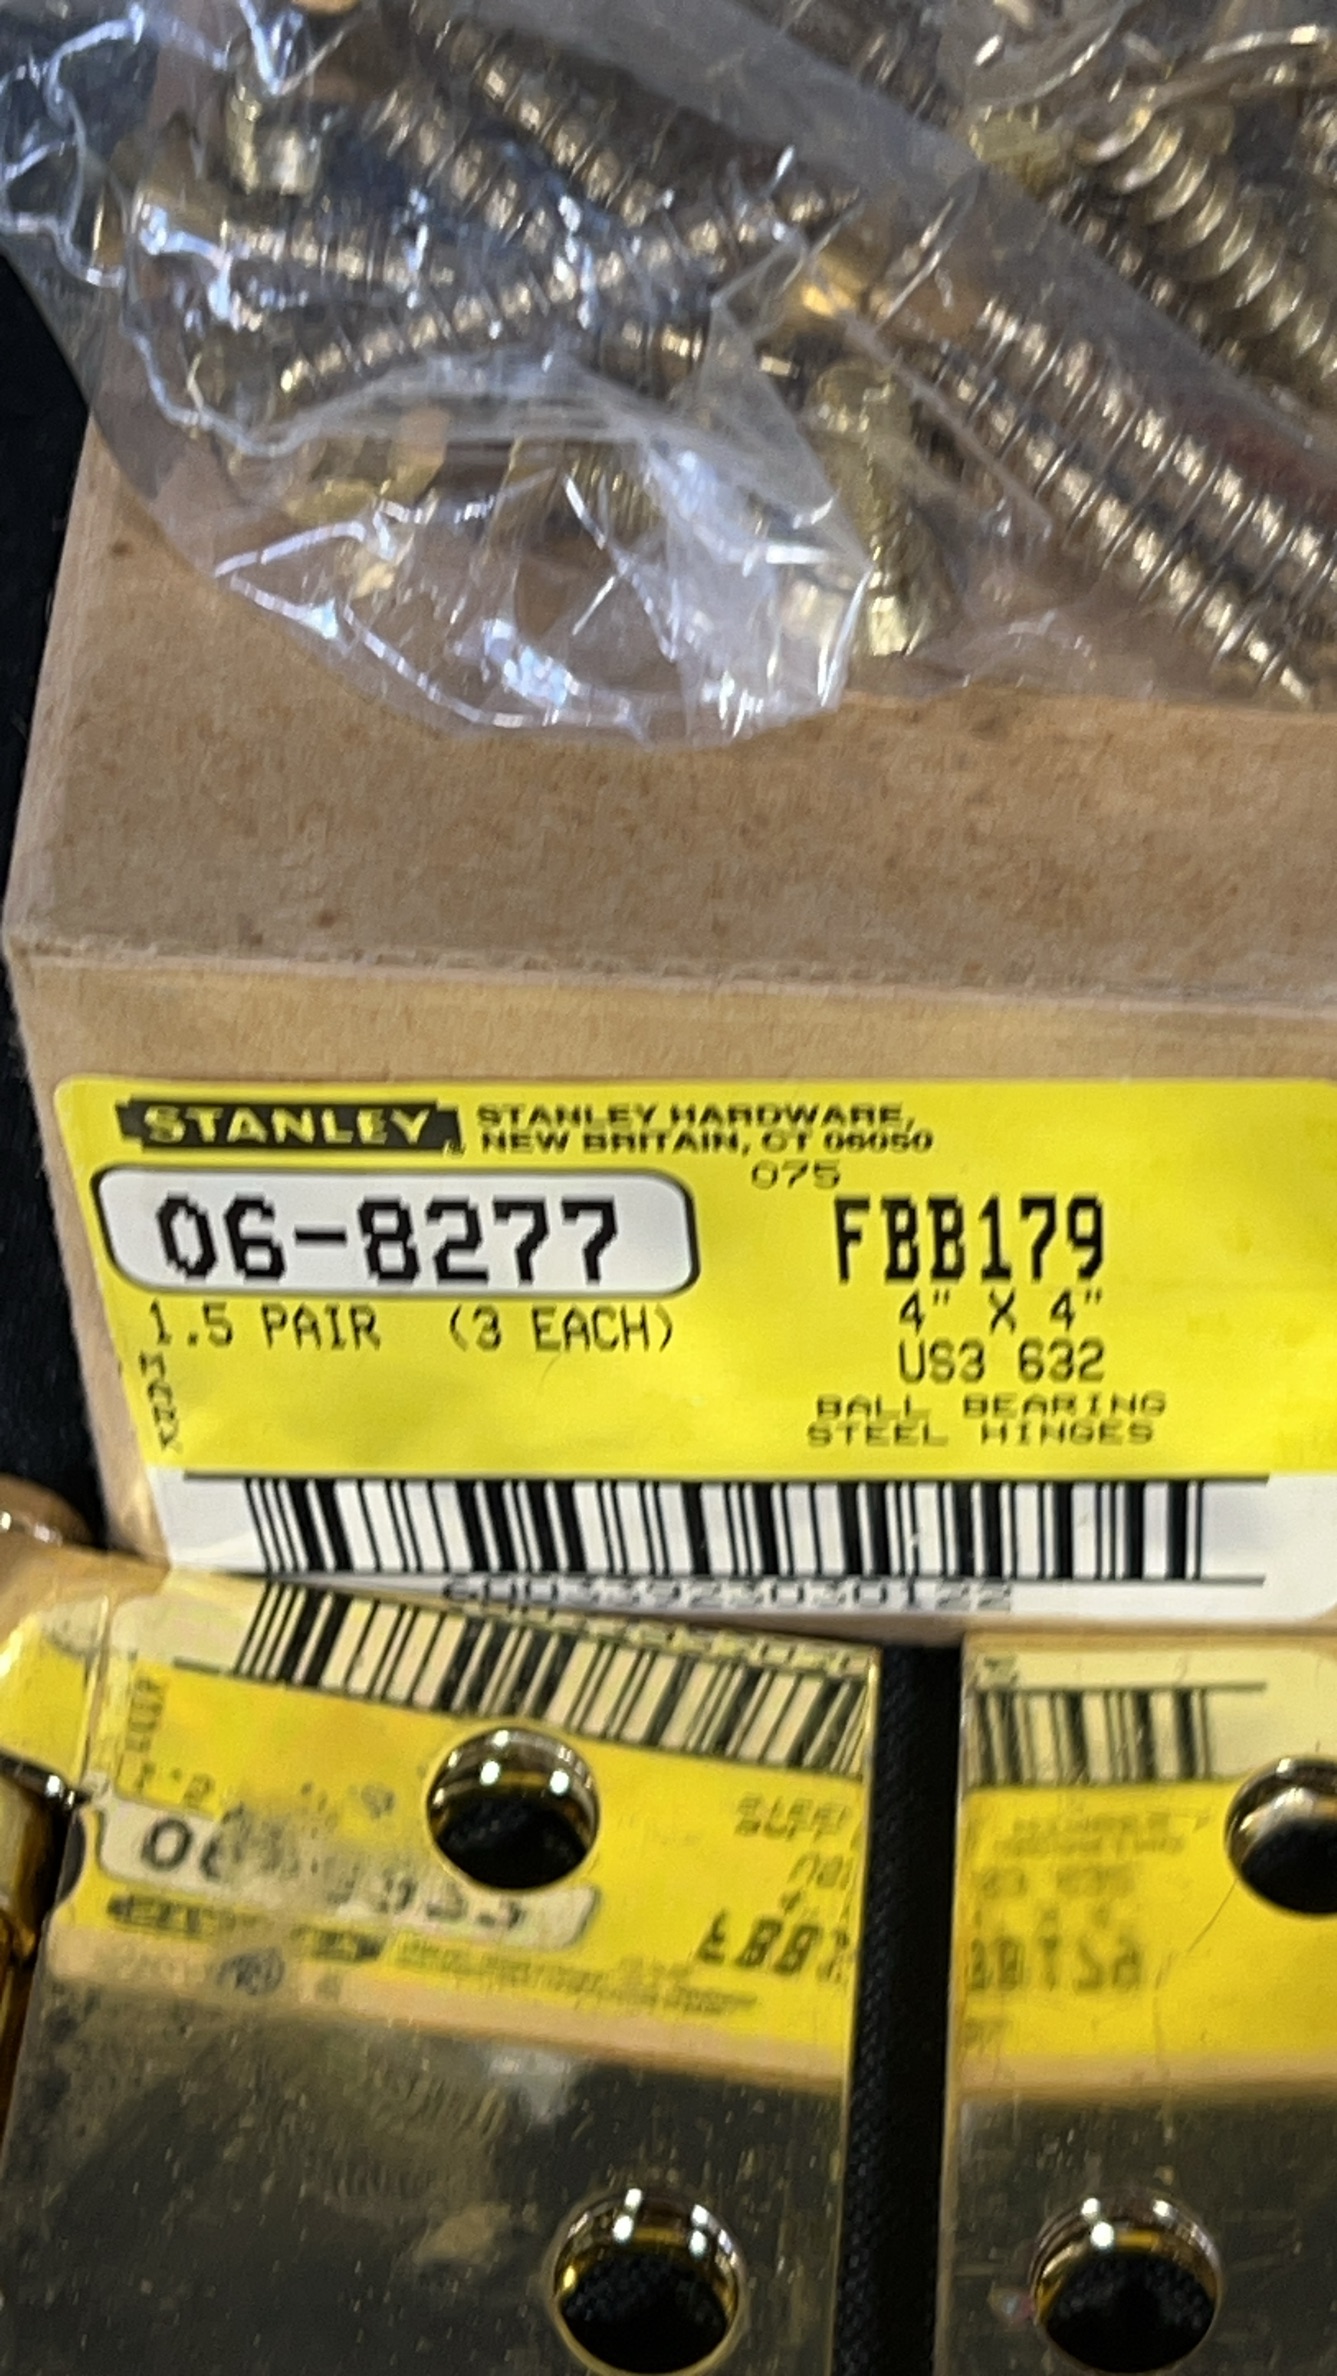 STANLEY STANLEY HARDWARE,
NEW BRITAIN, CT 06050
075
06-8277 FBB179
1.5 PAIR (3 EACH) 4" X 4"
US3 632
BALL BEARING
STEEL HINGES